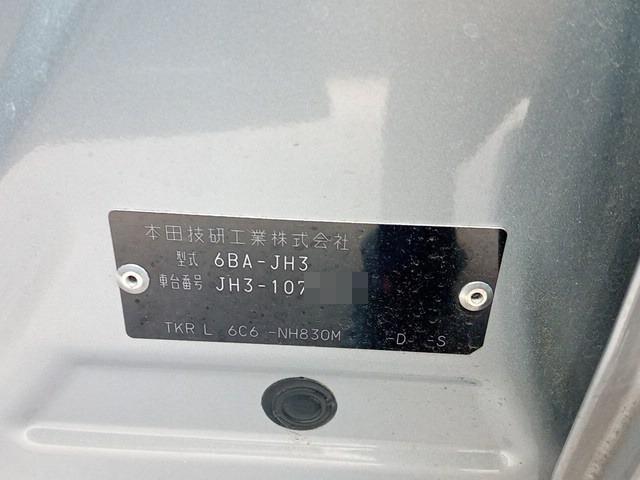 本田技研工業株式会社
型式 6BA-JH3
車台番号 JH3-107
TKR L 6C6 -NH830M -D- -S